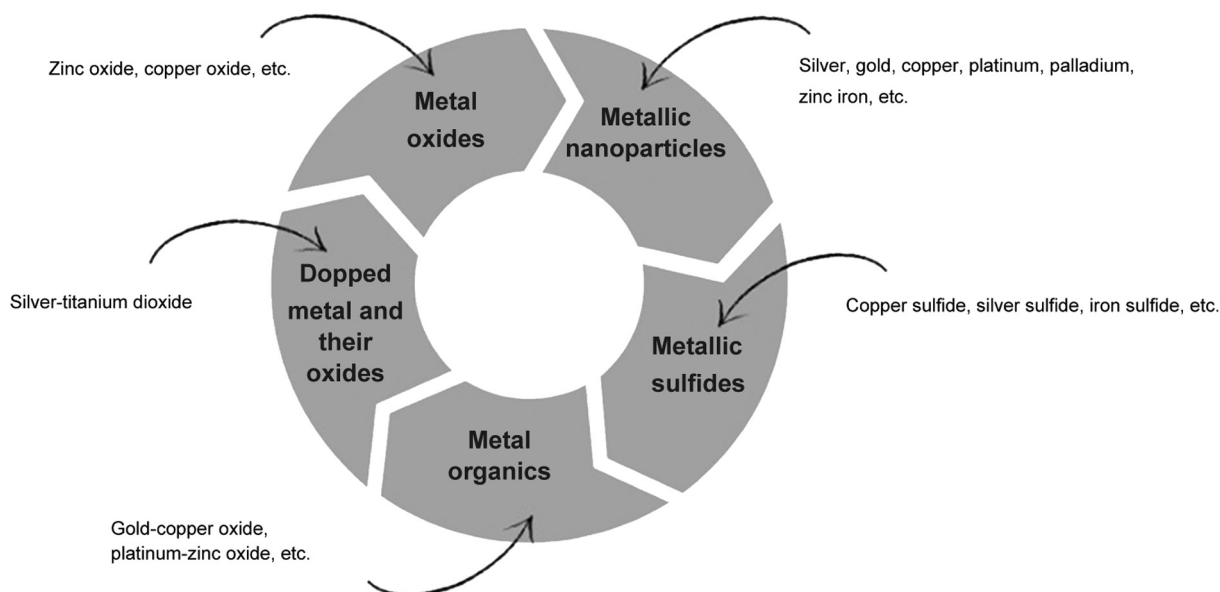 Zinc oxide, copper oxide, etc.
Metal
oxides
Silver, gold, copper, platinum, palladium,
zinc iron, etc.
Metallic
nanoparticles
Silver-titanium dioxide
Dopped
metal and
their
oxides
Copper sulfide, silver sulfide, iron sulfide, etc.
Metallic
sulfides
Metal
organics
Gold-copper oxide,
platinum-zinc oxide, etc.